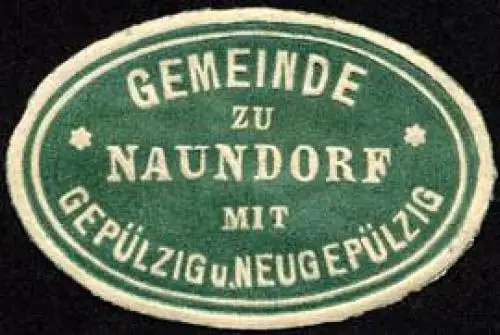 GEMEINDE
ZU
NAUNDORF
MIT
GEPÜLZIG u. NEUGEPÜLZIG